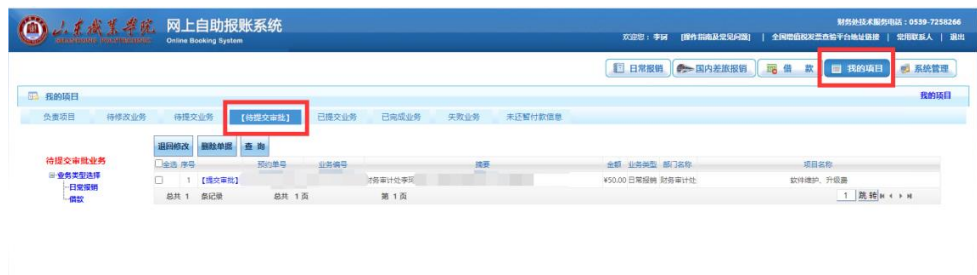 山东职业学院 网上自助报账系统
SHANDONG POLYTECHNIC Online Booking System
财务处技术服务电话：0539-7258266
欢迎您：李同 [操作指南及常见问题] | 全国增值税发票查验平台地址链接 | 常用联系人 | 退出
日常报销 国内差旅报销 借 款 我的项目 系统管理
我的项目 我的项目
负责项目 待修改业务 待提交业务 【待提交审批】 已提交业务 已完成业务 失败业务 未还暂付款信息
退回修改 删除单据 查 询
待提交审批业务
业务类型选择
日常报销
借款
全选 序号 预约单号 业务编号 摘要 金额 业务类型 部门名称 项目名称
1 【提交审批】 财务审计处李同 ¥50.00 日常报销 财务审计处 软件维护、升级费
总共 1 条记录 总共 1 页 第 1 页 1 跳 转